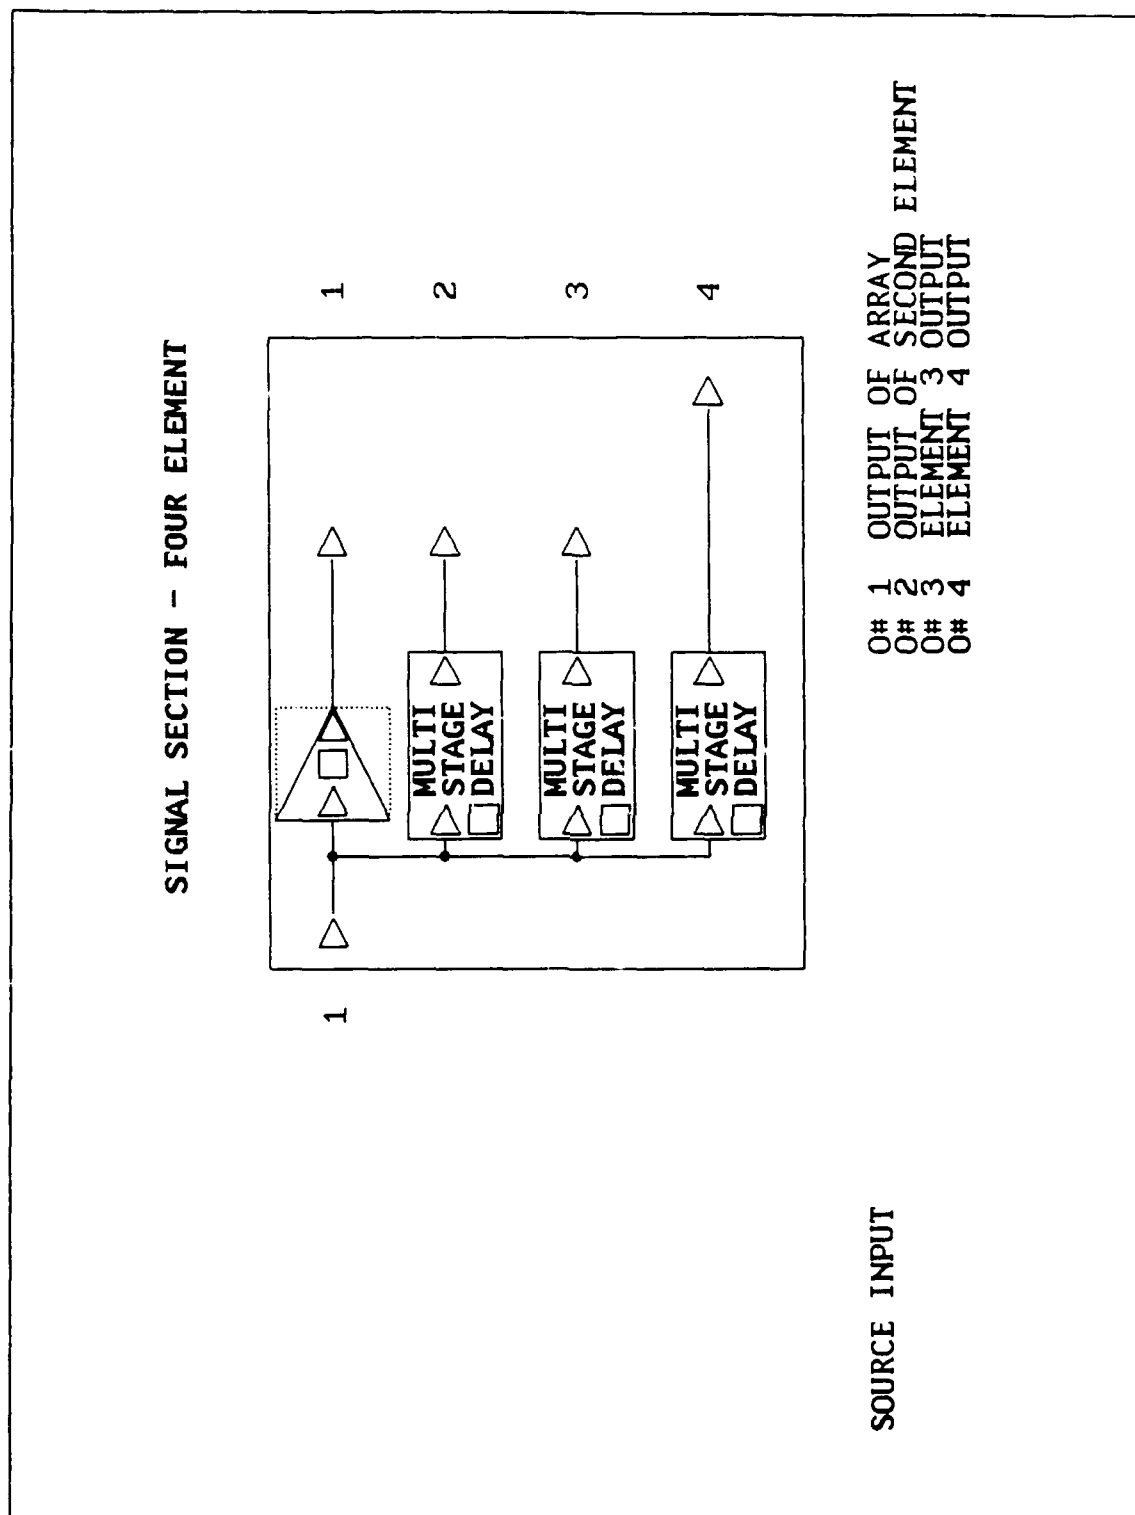 SIGNAL SECTION - FOUR ELEMENT
1
1
2
3
4
MULTI
STAGE
DELAY
MULTI
STAGE
DELAY
MULTI
STAGE
DELAY
SOURCE INPUT
O# 1 OUTPUT OF ARRAY
O# 2 OUTPUT OF SECOND ELEMENT
O# 3 ELEMENT 3 OUTPUT
O# 4 ELEMENT 4 OUTPUT